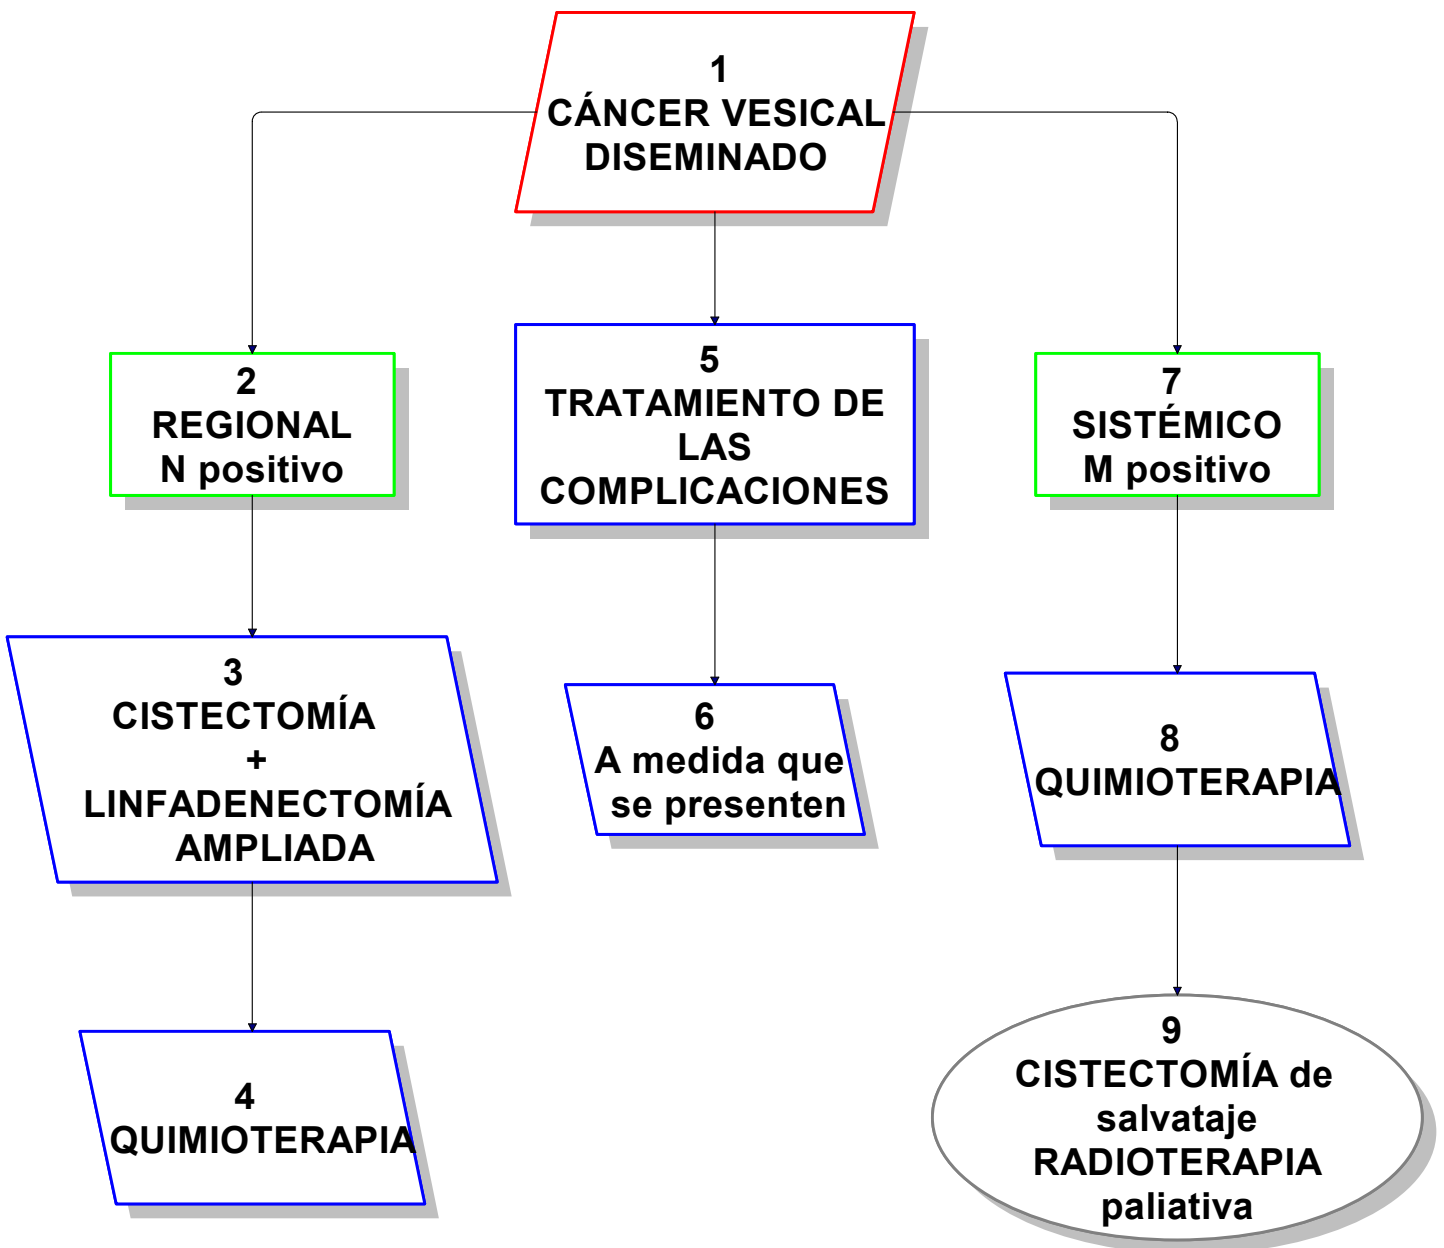 1
CÁNCER VESICAL
DISEMINADO
2
REGIONAL
N positivo
3
CISTECTOMÍA
+
LINFADENECTOMÍA
AMPLIADA
4
QUIMIOTERAPIA
5
TRATAMIENTO DE
LAS
COMPLICACIONES
6
A medida que
se presenten
7
SISTÉMICO
M positivo
8
QUIMIOTERAPIA
9
CISTECTOMÍA de
salvataje
RADIOTERAPIA
paliativa